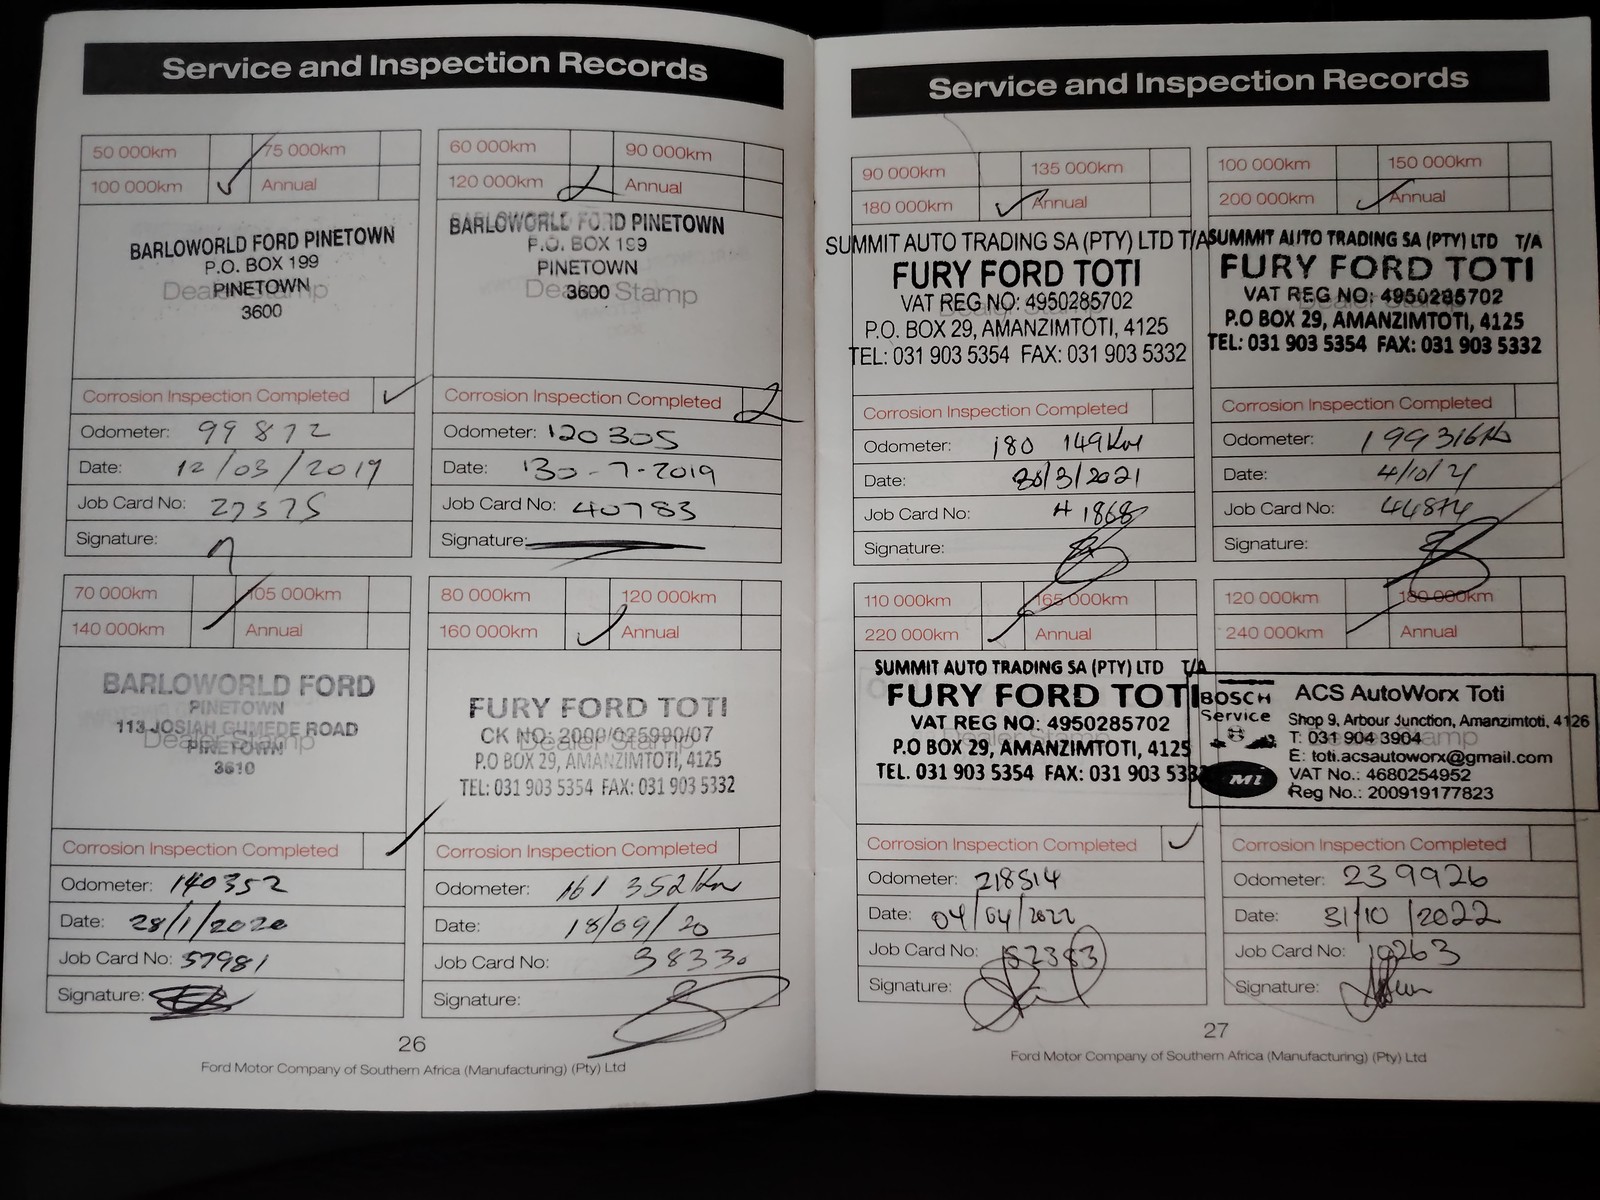 Service and Inspection Records
50 000km 75 000km
100 000km ✓ Annual
BARLOWORLD FORD PINETOWN
P.O. BOX 199
PINETOWN
Dealer Stamp
3600
Corrosion Inspection Completed ✓
Odometer: 99872
Date: 12/03/2019
Job Card No: 27575
Signature:
60 000km 90 000km
120 000km Annual
BARLOWORLD FORD PINETOWN
P.O. BOX 199
PINETOWN
Dealer Stamp
3600
Corrosion Inspection Completed
Odometer: 120305
Date: 30-7-2019
Job Card No: 40783
Signature:
70 000km 105 000km
140 000km ✓ Annual
BARLOWORLD FORD
PINETOWN
113 JOSIAH GUMEDE ROAD
Dealer Stamp
PINETOWN
3610
Corrosion Inspection Completed ✓
Odometer: 140352
Date: 28/1/2020
Job Card No: 57981
Signature:
80 000km 120 000km
160 000km ✓ Annual
FURY FORD TOTI
CK NO: 2000/025990/07
Dealer Stamp
P.O BOX 29, AMANZIMTOTI, 4125
TEL: 031 903 5354 FAX: 031 903 5332
Corrosion Inspection Completed
Odometer: 161 352Km
Date: 18/09/20
Job Card No: 38330
Signature:
26
Ford Motor Company of Southern Africa (Manufacturing) (Pty) Ltd
Service and Inspection Records
90 000km 135 000km
180 000km ✓ Annual
SUMMIT AUTO TRADING SA (PTY) LTD T/A
FURY FORD TOTI
VAT REG NO: 4950285702
Dealer Stamp
P.O. BOX 29, AMANZIMTOTI, 4125
TEL: 031 903 5354 FAX: 031 903 5332
Corrosion Inspection Completed
Odometer: 180 149Km
Date: /3/2021
Job Card No: 41868
Signature:
100 000km 150 000km
200 000km ✓ Annual
SUMMIT AUTO TRADING SA (PTY) LTD T/A
FURY FORD TOTI
VAT REG NO: 4950285702
Dealer Stamp
P.O BOX 29, AMANZIMTOTI, 4125
TEL: 031 903 5354 FAX: 031 903 5332
Corrosion Inspection Completed
Odometer: 199316Km
Date: 4/10/21
Job Card No: 44874
Signature:
110 000km 165 000km
220 000km ✓ Annual
SUMMIT AUTO TRADING SA (PTY) LTD T/A
FURY FORD TOTI
VAT REG NO: 4950285702
P.O BOX 29, AMANZIMTOTI, 4125
TEL. 031 903 5354 FAX: 031 903 533
Corrosion Inspection Completed ✓
Odometer: 218514
Date: 04/04/2022
Job Card No:
Signature:
120 000km 180 000km
240 000km ✓ Annual
BOSCH
Service
MI
ACS AutoWorx Toti
Shop 9, Arbour Junction, Amanzimtoti, 4126
T: 031 904 3904
Dealer Stamp
E: toti.acsautoworx@gmail.com
VAT No.: 4680254952
Reg No.: 200919177823
Corrosion Inspection Completed
Odometer: 239926
Date: 31/10/2022
Job Card No: 10263
Signature:
27
Ford Motor Company of Southern Africa (Manufacturing) (Pty) Ltd